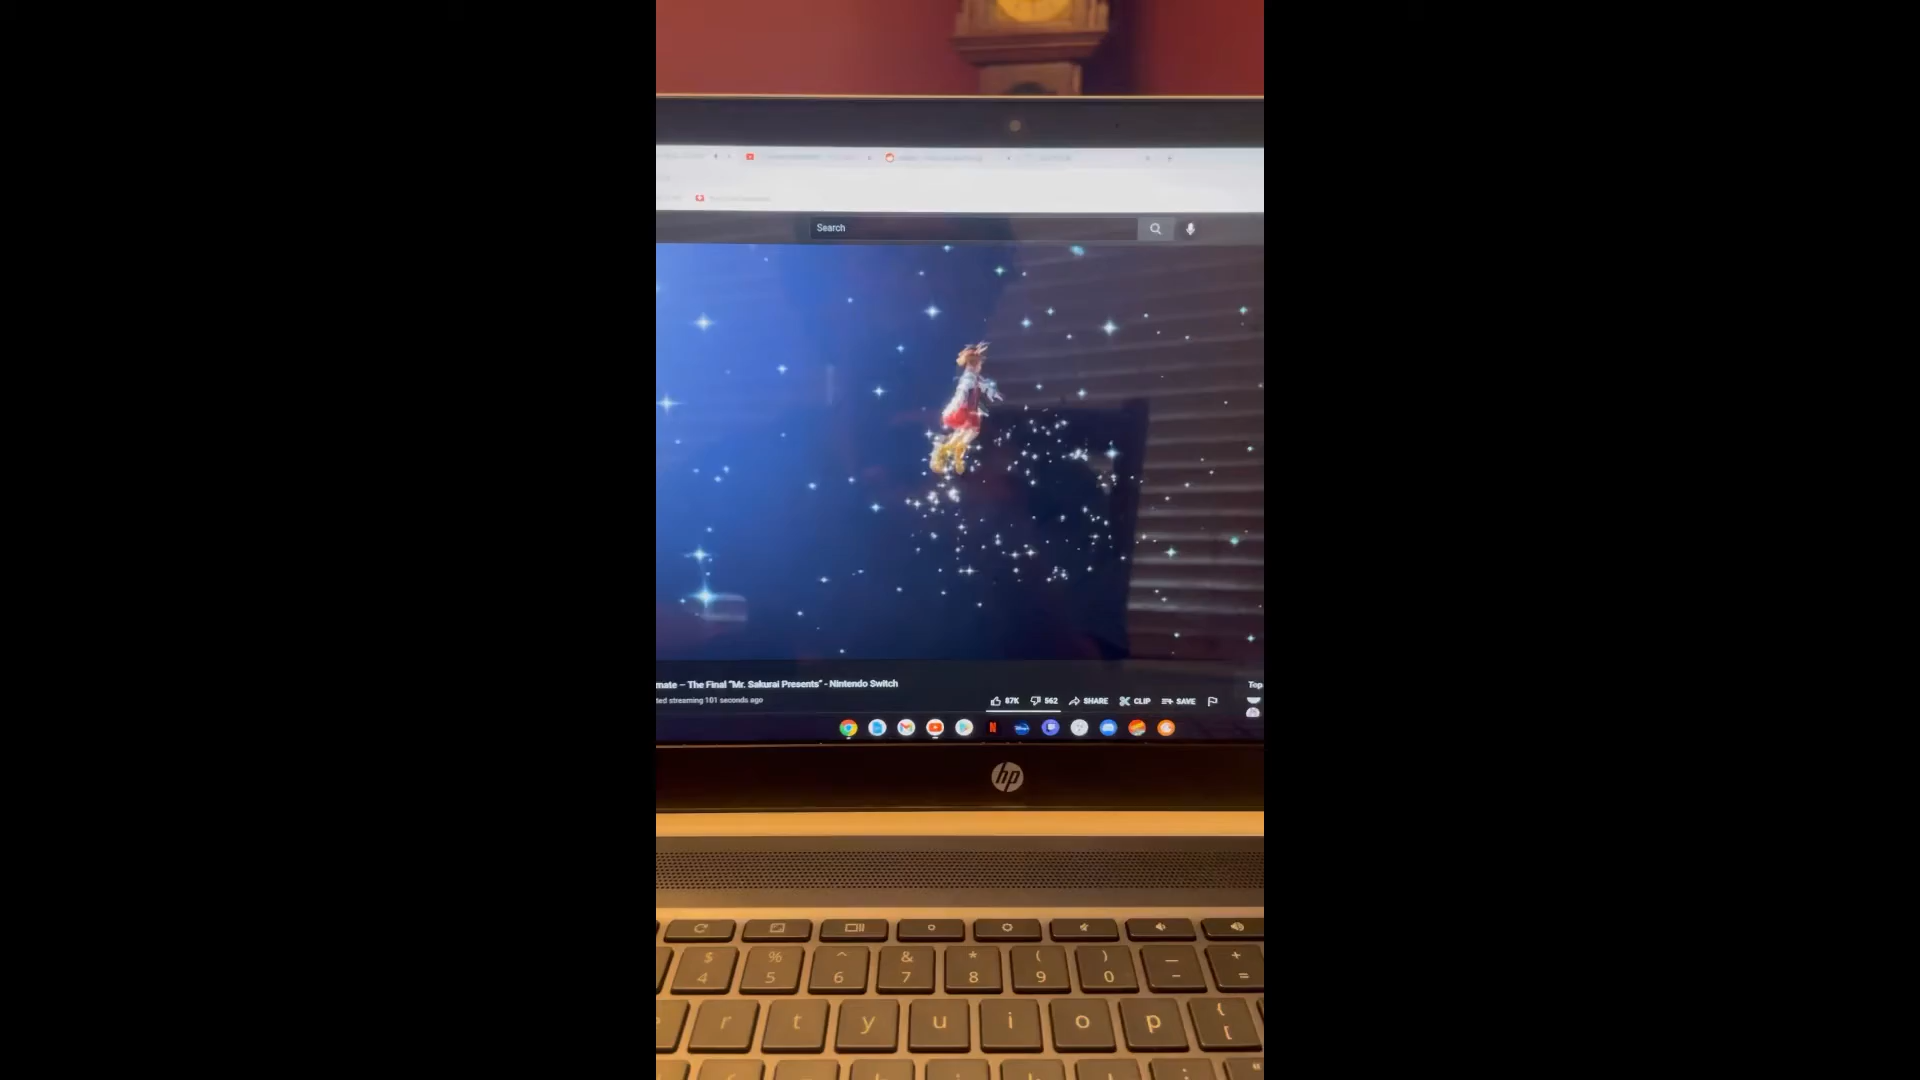 Search
mate – The Final "Mr. Sakurai Presents" - Nintendo Switch
ted streaming 101 seconds ago
87K 562 SHARE CLIP SAVE
Top
N
hp
$ % ^ & * ( ) _ +
4 5 6 7 8 9 0 - =
r t y u i o p { [